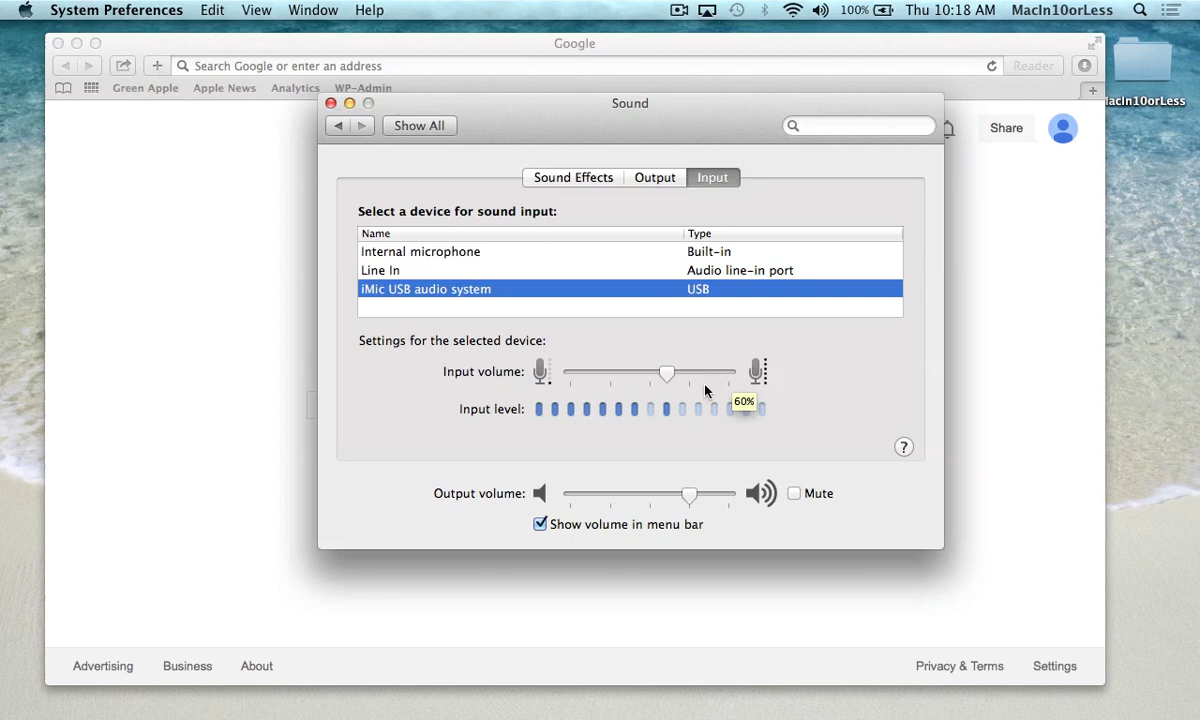 System Preferences Edit View Window Help 100% Thu 10:18 AM MacIn10orLess
Google
Search Google or enter an address Reader
Green Apple Apple News Analytics WP-Admin
Sound
Show All
MacIn10orLess
Share
Sound Effects Output Input
Select a device for sound input:
Name Type
Internal microphone Built-in
Line In Audio line-in port
iMic USB audio system USB
Settings for the selected device:
Input volume:
60%
Input level:
?
Output volume: Mute
Show volume in menu bar
Advertising Business About Privacy & Terms Settings